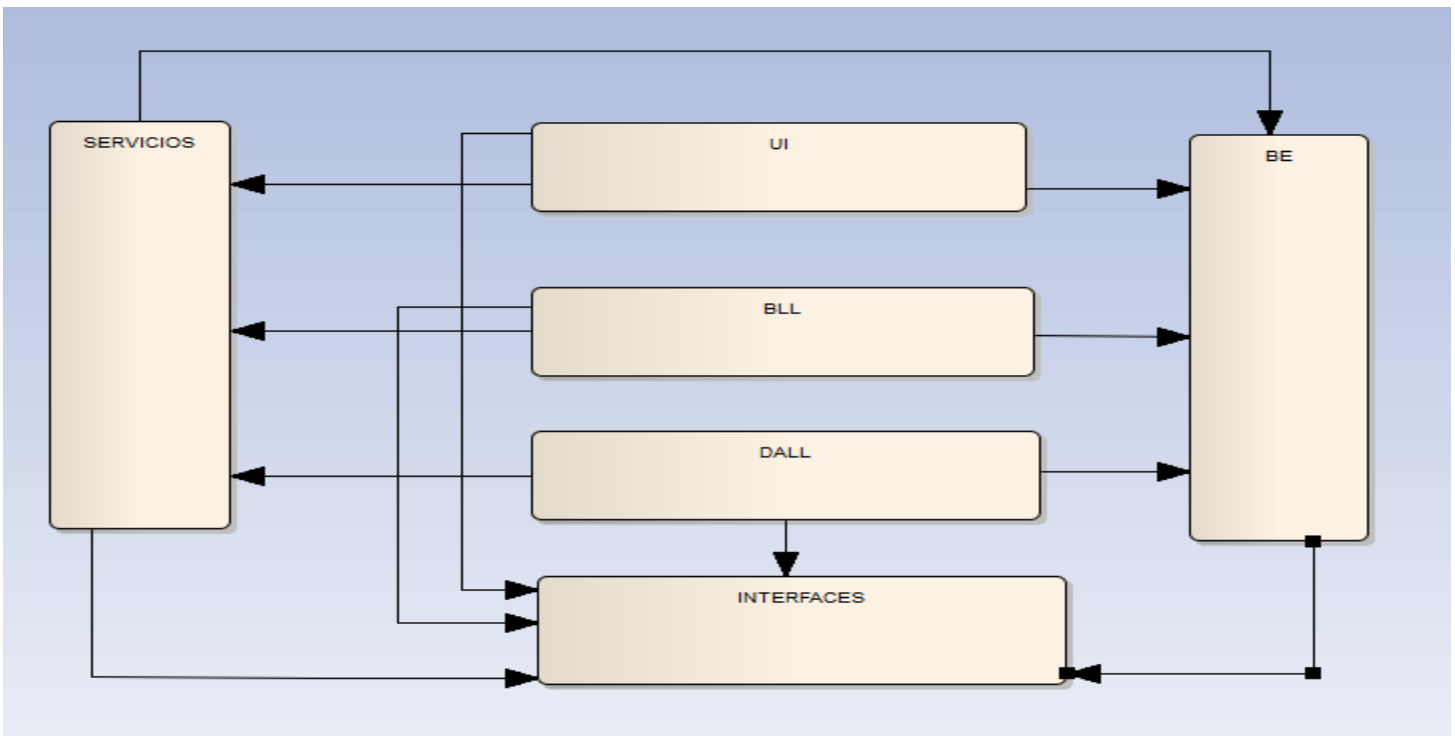 SERVICIOS
UI
BE
BLL
DALL
INTERFACES